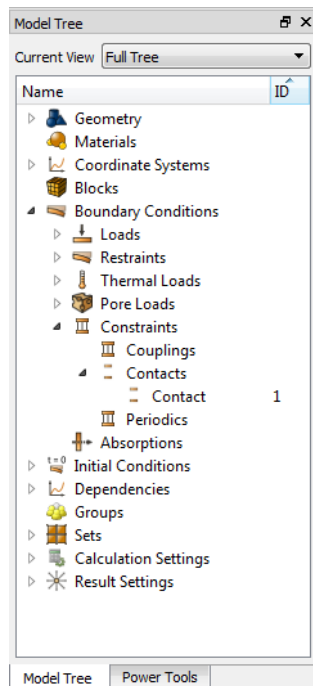 Model Tree
Current View Full Tree
Name ID
Geometry
Materials
Coordinate Systems
Blocks
Boundary Conditions
Loads
Restraints
Thermal Loads
Pore Loads
Constraints
Couplings
Contacts
Contact 1
Periodics
Absorptions
t=0 Initial Conditions
Dependencies
Groups
Sets
Calculation Settings
Result Settings
Model Tree Power Tools